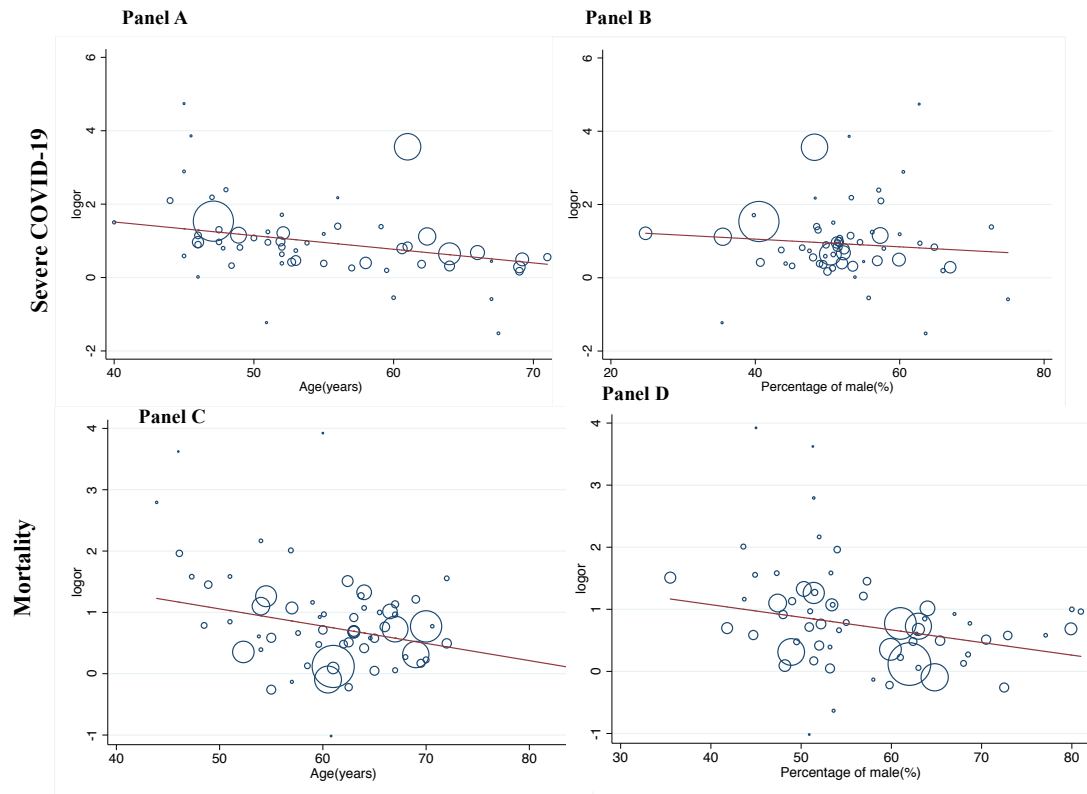 Panel A
Panel B
Severe COVID-19
logor
6
4
2
0
-2
40
50
60
70
Age(years)
logor
6
4
2
0
-2
20
40
60
80
Percentage of male(%)
Panel C
Panel D
Mortality
logor
4
3
2
1
0
-1
40
50
60
70
80
Age(years)
logor
4
3
2
1
0
-1
30
40
50
60
70
80
Percentage of male(%)